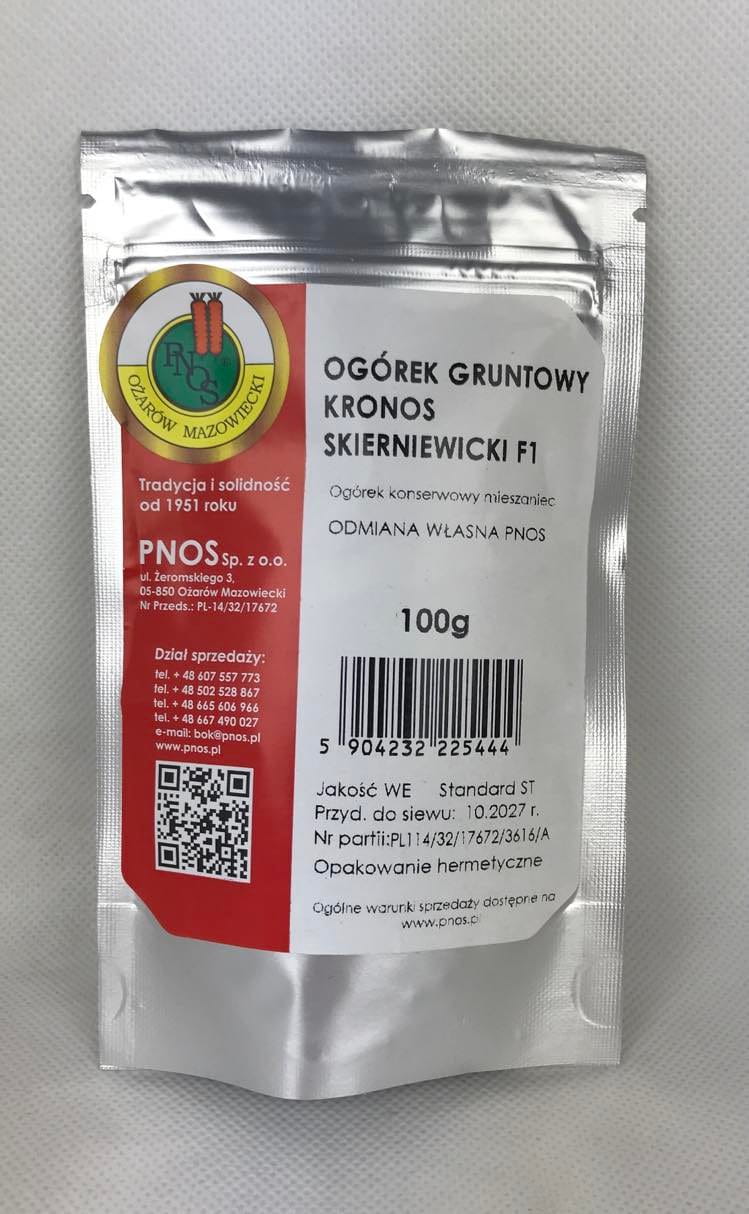 PNOS
®
OŻARÓW MAZOWIECKI
Tradycja i solidność
od 1951 roku
PNOS Sp. z o.o.
ul. Żeromskiego 3,
05-850 Ożarów Mazowiecki
Nr Przeds.: PL-14/32/17672
Dział sprzedaży:
tel. + 48 607 557 773
tel. + 48 502 528 867
tel. + 48 665 606 966
tel. + 48 667 490 027
e-mail: bok@pnos.pl
www.pnos.pl
OGÓREK GRUNTOWY
KRONOS
SKIERNIEWICKI F1
Ogórek konserwowy mieszaniec
ODMIANA WŁASNA PNOS
100g
5 904232 225444
Jakość WE Standard ST
Przyd. do siewu: 10.2027 r.
Nr partii:PL114/32/17672/3616/A
Opakowanie hermetyczne
Ogólne warunki sprzedaży dostępne na
www.pnos.pl